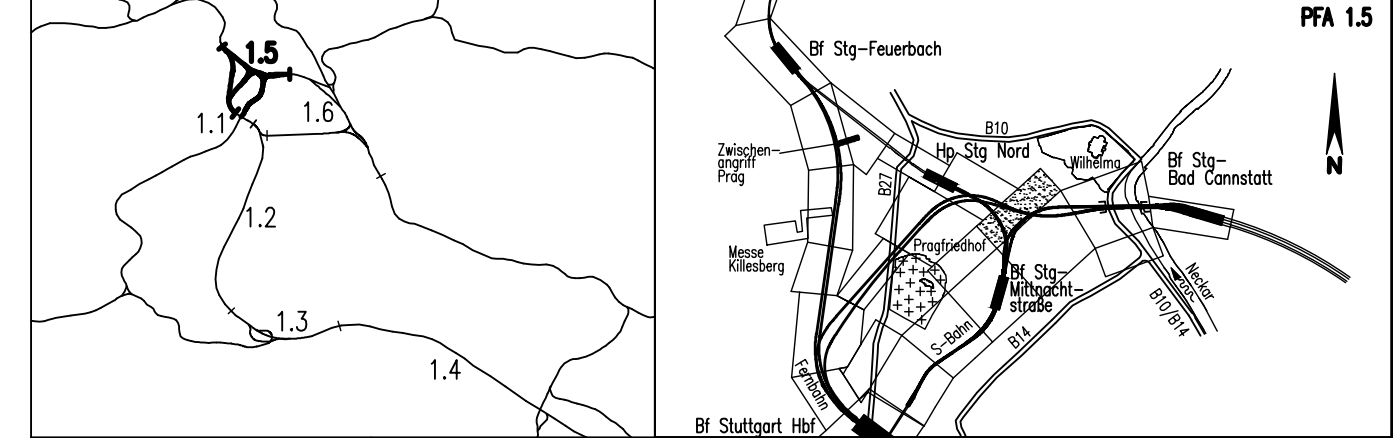 1.5
1.6
1.1
1.2
1.3
1.4
PFA 1.5
Bf Stg-Feuerbach
B10
Zwischen-
angriff
Prag
Hp Stg Nord
Wilhelma
Bf Stg-
Bad Cannstatt
N
B27
Messe
Killesberg
Pragfriedhof
Bf Stg-
Mittnacht-
straße
Neckar
B10/B14
S-Bahn
B14
Fernbahn
Bf Stuttgart Hbf